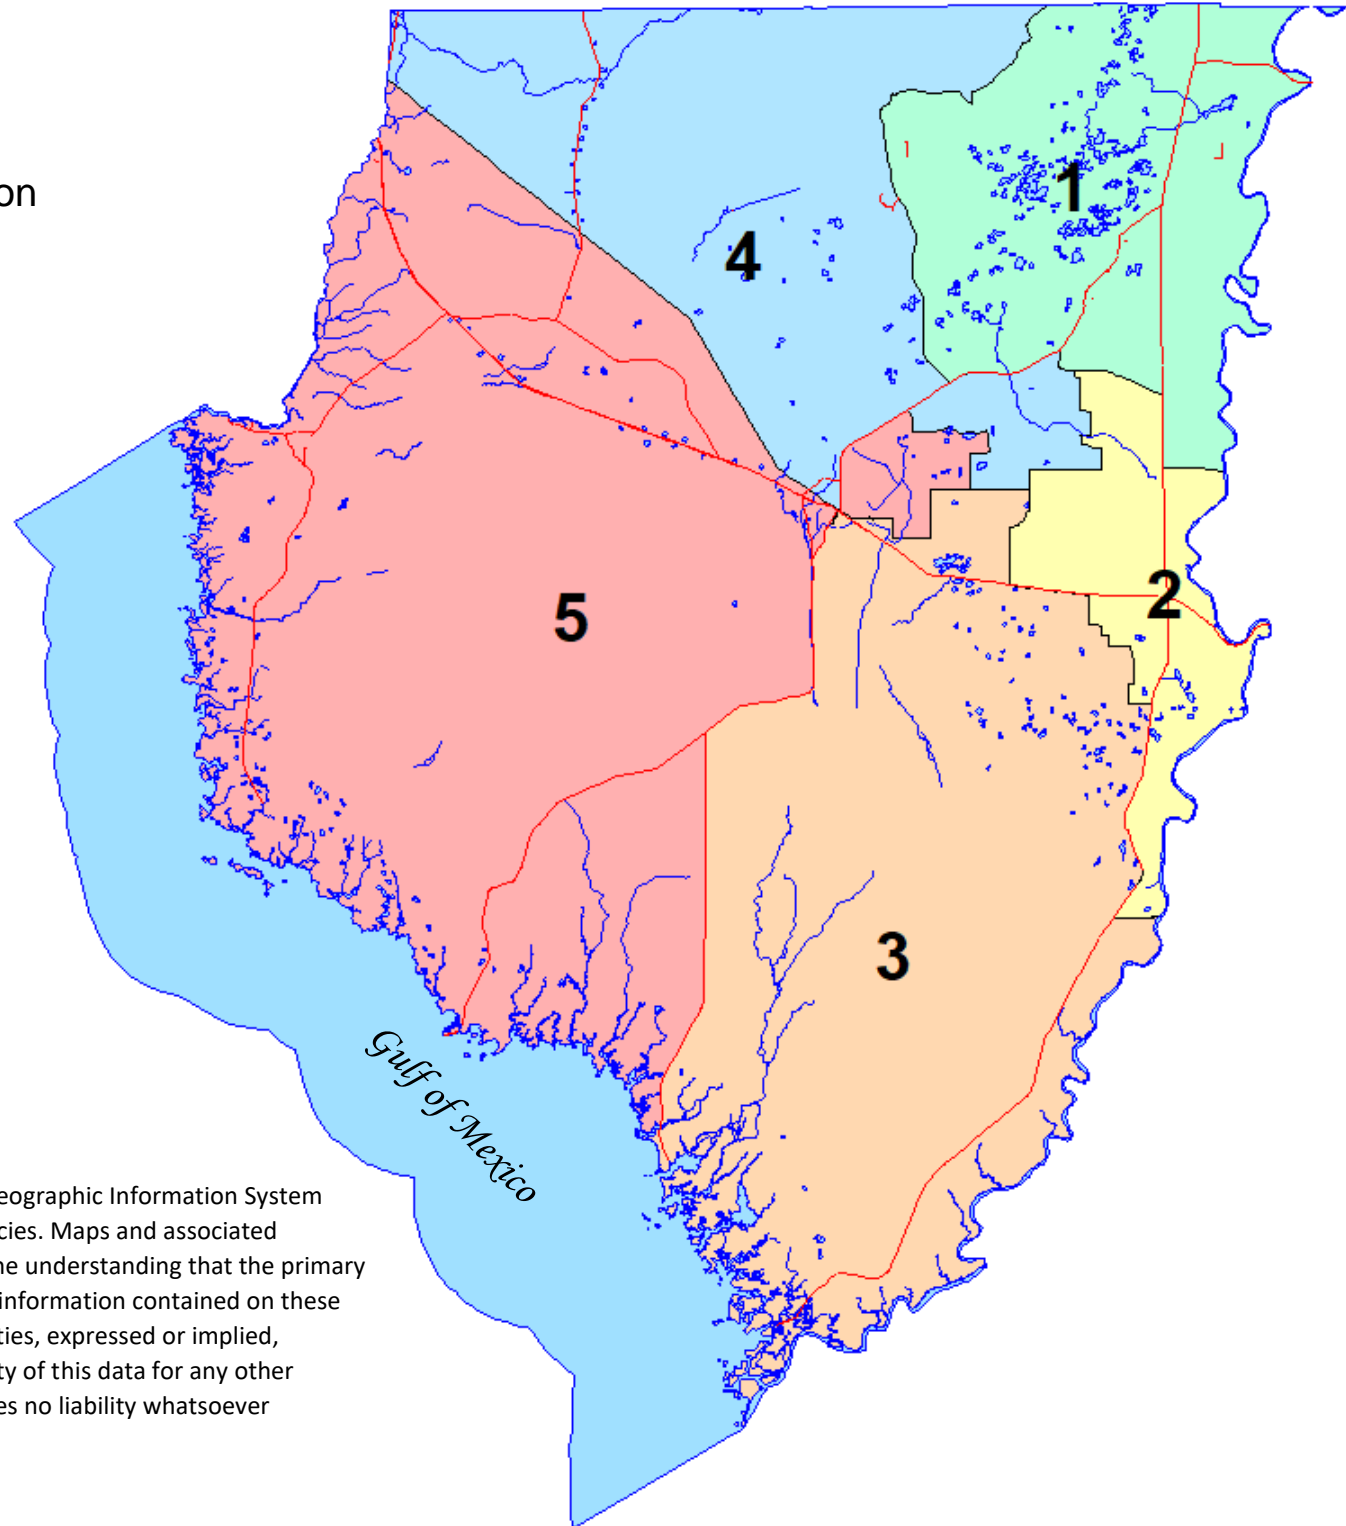 on
1
4
5
2
3
Gulf of Mexico
eographic Information System
cies. Maps and associated
ne understanding that the primary
information contained on these
ties, expressed or implied,
ty of this data for any other
es no liability whatsoever